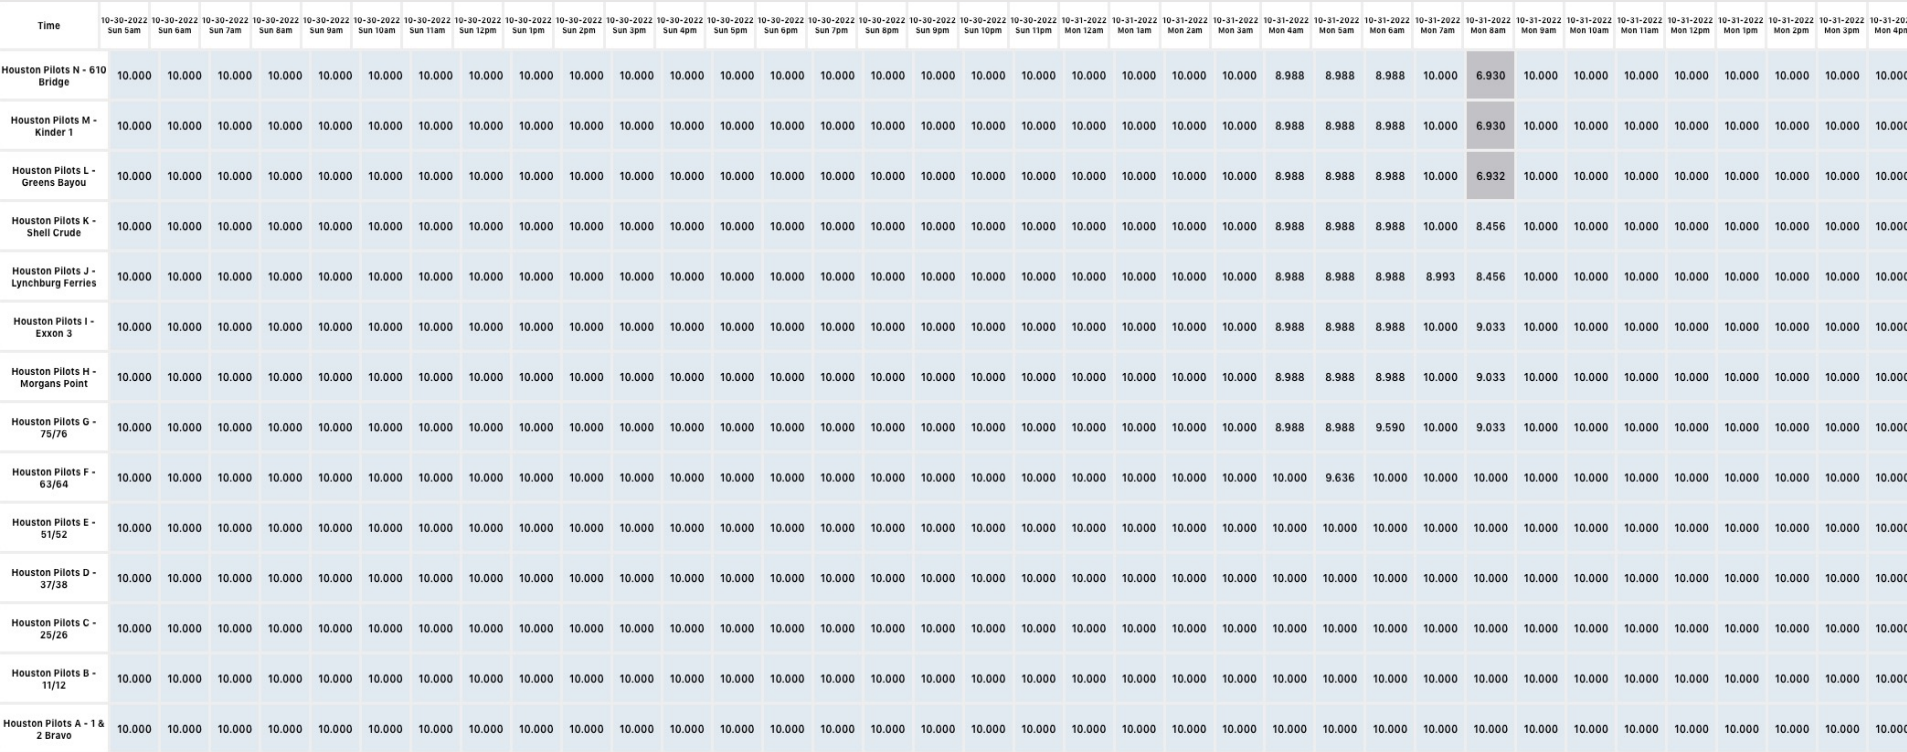 Time
10-30-2022 10-30-2022 10-30-2022 10-30-2022 10-30-2022 10-30-2022 10-30-2022 10-30-2022 10-30-2022 10-30-2022 10-30-2022 10-30-2022 10-30-2022 10-30-2022 10-30-2022 10-30-2022 10-30-2022 10-30-2022 10-30-2022 10-31-2022 10-31-2022 10-31-2022 10-31-2022 10-31-2022 10-31-2022 10-31-2022 10-31-2022 10-31-2022 10-31-2022 10-31-2022 10-31-2022 10-31-2022 10-31-2022 10-31-2022 10-31-2022 10-31-202
Sun 5am Sun 6am Sun 7am Sun 8am Sun 9am Sun 10am Sun 11am Sun 12pm Sun 1pm Sun 2pm Sun 3pm Sun 4pm Sun 5pm Sun 6pm Sun 7pm Sun 8pm Sun 9pm Sun 10pm Sun 11pm Mon 12am Mon 1am Mon 2am Mon 3am Mon 4am Mon 5am Mon 6am Mon 7am Mon 8am Mon 9am Mon 10am Mon 11am Mon 12pm Mon 1pm Mon 2pm Mon 3pm Mon 4pm
Houston Pilots N - 610
Bridge
10.000 10.000 10.000 10.000 10.000 10.000 10.000 10.000 10.000 10.000 10.000 10.000 10.000 10.000 10.000 10.000 10.000 10.000 10.000 10.000 10.000 10.000 10.000 8.988 8.988 8.988 10.000 6.930 10.000 10.000 10.000 10.000 10.000 10.000 10.000 10.000
Houston Pilots M -
Kinder 1
10.000 10.000 10.000 10.000 10.000 10.000 10.000 10.000 10.000 10.000 10.000 10.000 10.000 10.000 10.000 10.000 10.000 10.000 10.000 10.000 10.000 10.000 10.000 8.988 8.988 8.988 10.000 6.930 10.000 10.000 10.000 10.000 10.000 10.000 10.000 10.000
Houston Pilots L -
Greens Bayou
10.000 10.000 10.000 10.000 10.000 10.000 10.000 10.000 10.000 10.000 10.000 10.000 10.000 10.000 10.000 10.000 10.000 10.000 10.000 10.000 10.000 10.000 10.000 8.988 8.988 8.988 10.000 6.932 10.000 10.000 10.000 10.000 10.000 10.000 10.000 10.000
Houston Pilots K -
Shell Crude
10.000 10.000 10.000 10.000 10.000 10.000 10.000 10.000 10.000 10.000 10.000 10.000 10.000 10.000 10.000 10.000 10.000 10.000 10.000 10.000 10.000 10.000 10.000 8.988 8.988 8.988 10.000 8.456 10.000 10.000 10.000 10.000 10.000 10.000 10.000 10.000
Houston Pilots J -
Lynchburg Ferries
10.000 10.000 10.000 10.000 10.000 10.000 10.000 10.000 10.000 10.000 10.000 10.000 10.000 10.000 10.000 10.000 10.000 10.000 10.000 10.000 10.000 10.000 10.000 8.988 8.988 8.988 8.993 8.456 10.000 10.000 10.000 10.000 10.000 10.000 10.000 10.000
Houston Pilots I -
Exxon 3
10.000 10.000 10.000 10.000 10.000 10.000 10.000 10.000 10.000 10.000 10.000 10.000 10.000 10.000 10.000 10.000 10.000 10.000 10.000 10.000 10.000 10.000 10.000 8.988 8.988 8.988 10.000 9.033 10.000 10.000 10.000 10.000 10.000 10.000 10.000 10.000
Houston Pilots H -
Morgans Point
10.000 10.000 10.000 10.000 10.000 10.000 10.000 10.000 10.000 10.000 10.000 10.000 10.000 10.000 10.000 10.000 10.000 10.000 10.000 10.000 10.000 10.000 10.000 8.988 8.988 8.988 10.000 9.033 10.000 10.000 10.000 10.000 10.000 10.000 10.000 10.000
Houston Pilots G -
75/76
10.000 10.000 10.000 10.000 10.000 10.000 10.000 10.000 10.000 10.000 10.000 10.000 10.000 10.000 10.000 10.000 10.000 10.000 10.000 10.000 10.000 10.000 10.000 8.988 8.988 9.590 10.000 9.033 10.000 10.000 10.000 10.000 10.000 10.000 10.000 10.000
Houston Pilots F -
63/64
10.000 10.000 10.000 10.000 10.000 10.000 10.000 10.000 10.000 10.000 10.000 10.000 10.000 10.000 10.000 10.000 10.000 10.000 10.000 10.000 10.000 10.000 10.000 10.000 9.636 10.000 10.000 10.000 10.000 10.000 10.000 10.000 10.000 10.000 10.000 10.000
Houston Pilots E -
51/52
10.000 10.000 10.000 10.000 10.000 10.000 10.000 10.000 10.000 10.000 10.000 10.000 10.000 10.000 10.000 10.000 10.000 10.000 10.000 10.000 10.000 10.000 10.000 10.000 10.000 10.000 10.000 10.000 10.000 10.000 10.000 10.000 10.000 10.000 10.000 10.000
Houston Pilots D -
37/38
10.000 10.000 10.000 10.000 10.000 10.000 10.000 10.000 10.000 10.000 10.000 10.000 10.000 10.000 10.000 10.000 10.000 10.000 10.000 10.000 10.000 10.000 10.000 10.000 10.000 10.000 10.000 10.000 10.000 10.000 10.000 10.000 10.000 10.000 10.000 10.000
Houston Pilots C -
25/26
10.000 10.000 10.000 10.000 10.000 10.000 10.000 10.000 10.000 10.000 10.000 10.000 10.000 10.000 10.000 10.000 10.000 10.000 10.000 10.000 10.000 10.000 10.000 10.000 10.000 10.000 10.000 10.000 10.000 10.000 10.000 10.000 10.000 10.000 10.000 10.000
Houston Pilots B -
11/12
10.000 10.000 10.000 10.000 10.000 10.000 10.000 10.000 10.000 10.000 10.000 10.000 10.000 10.000 10.000 10.000 10.000 10.000 10.000 10.000 10.000 10.000 10.000 10.000 10.000 10.000 10.000 10.000 10.000 10.000 10.000 10.000 10.000 10.000 10.000 10.000
Houston Pilots A - 1 &
2 Bravo
10.000 10.000 10.000 10.000 10.000 10.000 10.000 10.000 10.000 10.000 10.000 10.000 10.000 10.000 10.000 10.000 10.000 10.000 10.000 10.000 10.000 10.000 10.000 10.000 10.000 10.000 10.000 10.000 10.000 10.000 10.000 10.000 10.000 10.000 10.000 10.000